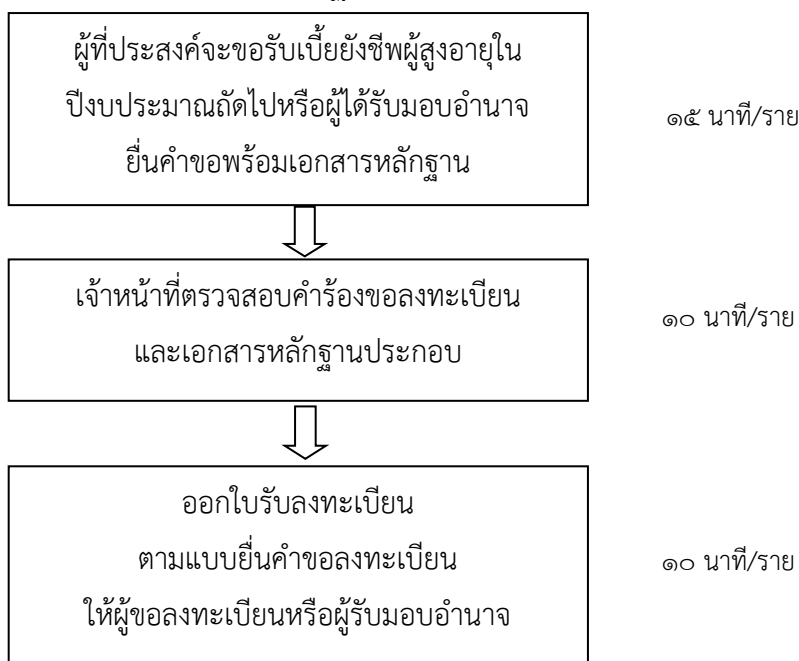 ผู้ที่ประสงค์จะขอรับเบี้ยยังชีพผู้สูงอายุใน
ปีงบประมาณถัดไปหรือผู้ได้รับมอบอำนาจ
ยื่นคำขอพร้อมเอกสารหลักฐาน
๑๕ นาที/ราย
เจ้าหน้าที่ตรวจสอบคำร้องขอลงทะเบียน
และเอกสารหลักฐานประกอบ
๑๐ นาที/ราย
ออกใบรับลงทะเบียน
ตามแบบยื่นคำขอลงทะเบียน
ให้ผู้ขอลงทะเบียนหรือผู้รับมอบอำนาจ
๑๐ นาที/ราย